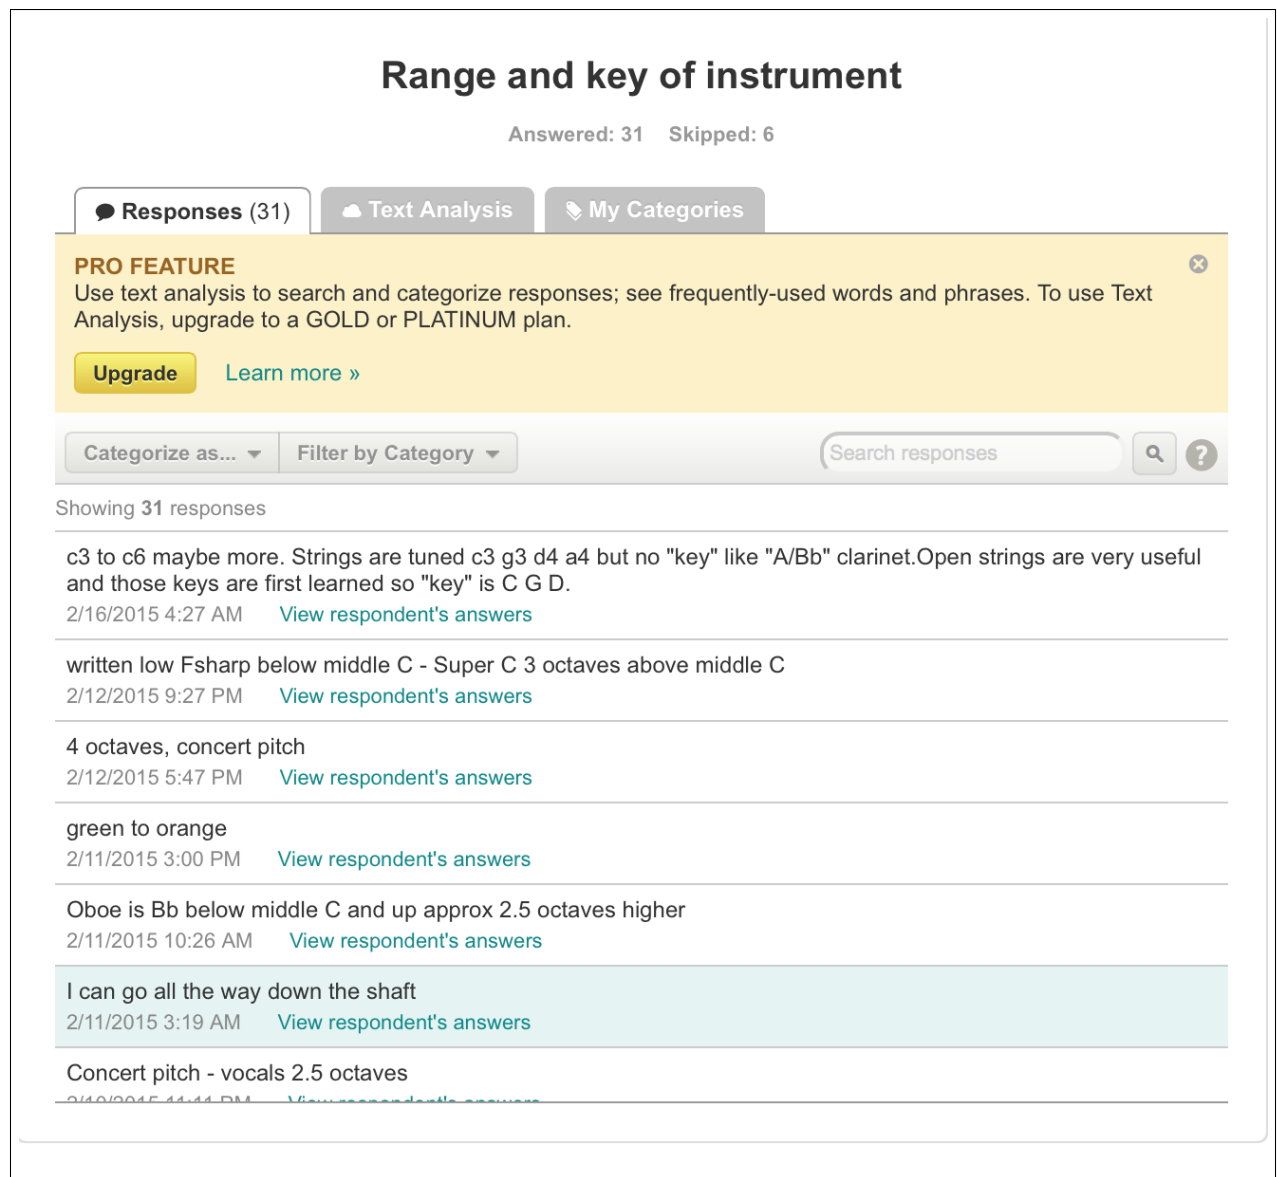 Range and key of instrument
Answered: 31 Skipped: 6
Responses (31) Text Analysis My Categories
PRO FEATURE
Use text analysis to search and categorize responses; see frequently-used words and phrases. To use Text
Analysis, upgrade to a GOLD or PLATINUM plan.
Upgrade Learn more »
Categorize as... Filter by Category Search responses ?
Showing 31 responses
c3 to c6 maybe more. Strings are tuned c3 g3 d4 a4 but no "key" like "A/Bb" clarinet.Open strings are very useful
and those keys are first learned so "key" is C G D.
2/16/2015 4:27 AM View respondent's answers
written low Fsharp below middle C - Super C 3 octaves above middle C
2/12/2015 9:27 PM View respondent's answers
4 octaves, concert pitch
2/12/2015 5:47 PM View respondent's answers
green to orange
2/11/2015 3:00 PM View respondent's answers
Oboe is Bb below middle C and up approx 2.5 octaves higher
2/11/2015 10:26 AM View respondent's answers
I can go all the way down the shaft
2/11/2015 3:19 AM View respondent's answers
Concert pitch - vocals 2.5 octaves
2/10/2015 11:11 PM View respondent's answers